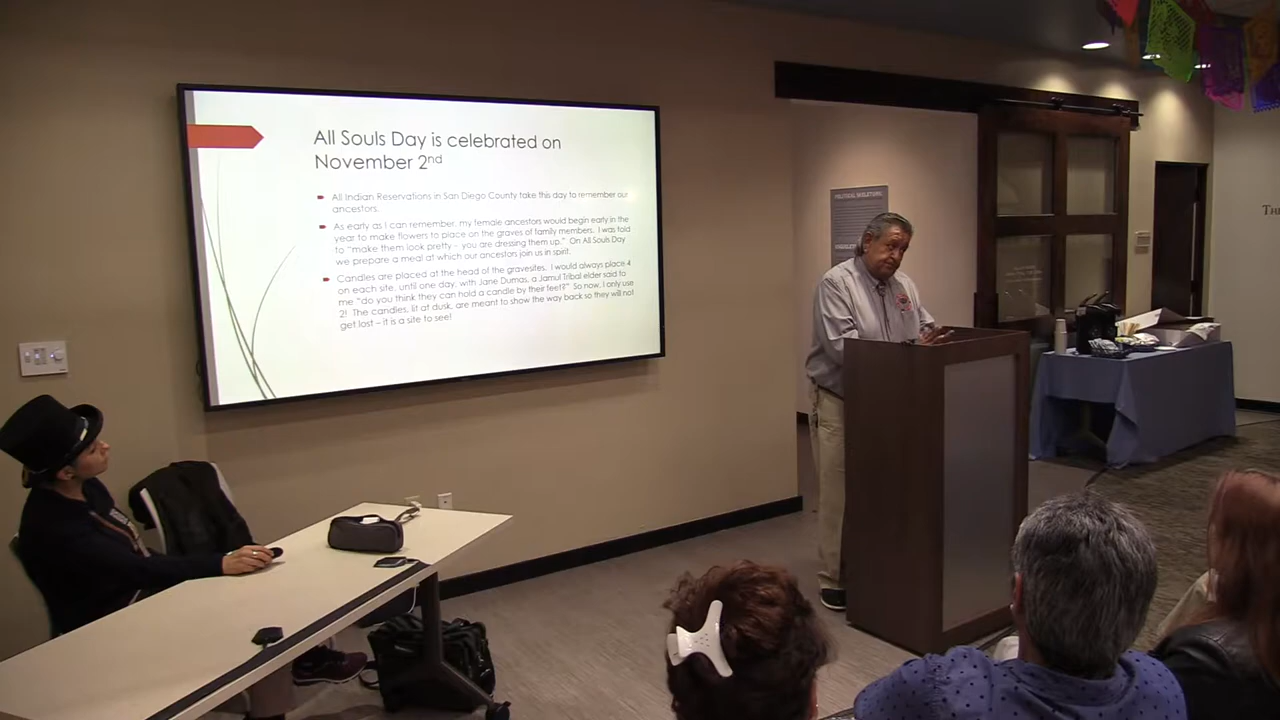 All Souls Day is celebrated on
November 2nd
All Indian Reservations in San Diego County take this day to remember our
ancestors.
As early as I can remember, my female ancestors would begin early in the
year to make flowers to place on the graves of family members. I was told
to "make them look pretty - you are dressing them up." On All Souls Day
we prepare a meal at which our ancestors join us in spirit.
Candles are placed at the head of the gravesites. I would always place 4
on each site, until one day, with Jane Dumas, a Jamul Tribal elder said to
me "do you think they can hold a candle by their feet?" So now, I only use
2! The candles, lit at dusk, are meant to show the way back so they will not
get lost – it is a site to see!